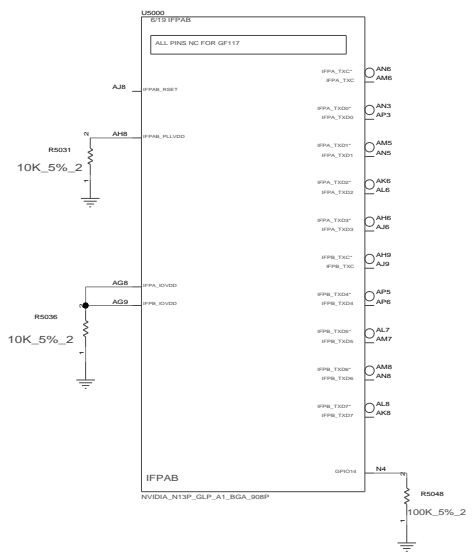 U5000
6/19 IFPAB
ALL PINS NC FOR GF117
AJ8 IFPAB_RSET
AH8 IFPAB_PLLVDD
2
R5031
10K_5%_2
1
AG8 IFPA_IOVDD
AG9 IFPB_IOVDD
2
R5036
10K_5%_2
1
IFPA_TXC* AN6
IFPA_TXC AM6
IFPA_TXD0* AN3
IFPA_TXD0 AP3
IFPA_TXD1* AM5
IFPA_TXD1 AN5
IFPA_TXD2* AK6
IFPA_TXD2 AL6
IFPA_TXD3* AH6
IFPA_TXD3 AJ6
IFPB_TXC* AH9
IFPB_TXC AJ9
IFPB_TXD4* AP5
IFPB_TXD4 AP6
IFPB_TXD5* AL7
IFPB_TXD5 AM7
IFPB_TXD6* AM8
IFPB_TXD6 AN8
IFPB_TXD7* AL8
IFPB_TXD7 AK8
GPIO14 N4
2
R5048
100K_5%_2
1
IFPAB
NVIDIA_N13P_GLP_A1_BGA_908P